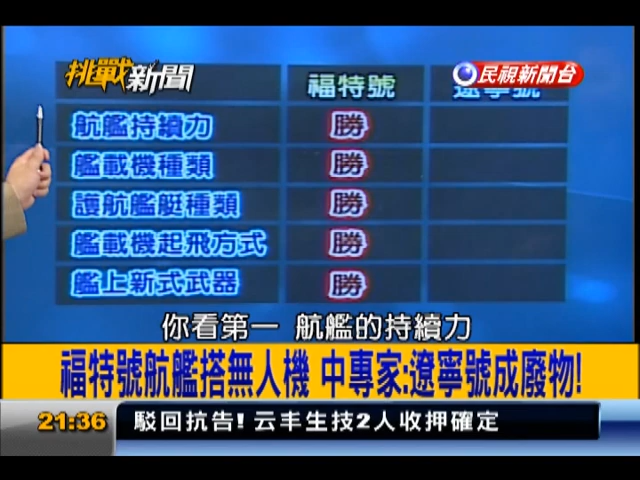 挑戰新聞
民視新聞台
福特號 遼寧號
航艦持續力 勝
艦載機種類 勝
護航艦艇種類 勝
艦載機起飛方式 勝
艦上新式武器 勝
你看第一 航艦的持續力
福特號航艦搭無人機 中專家:遼寧號成廢物!
21:36 駁回抗告! 云丰生技2人收押確定